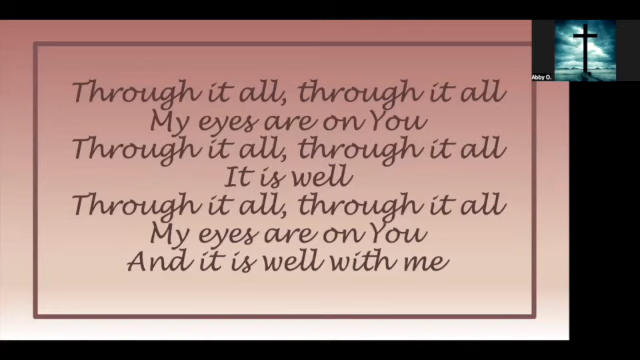 Through it all, through it all
My eyes are on You
Through it all, through it all
It is well
Through it all, through it all
My eyes are on You
And it is well with me
Abby O.